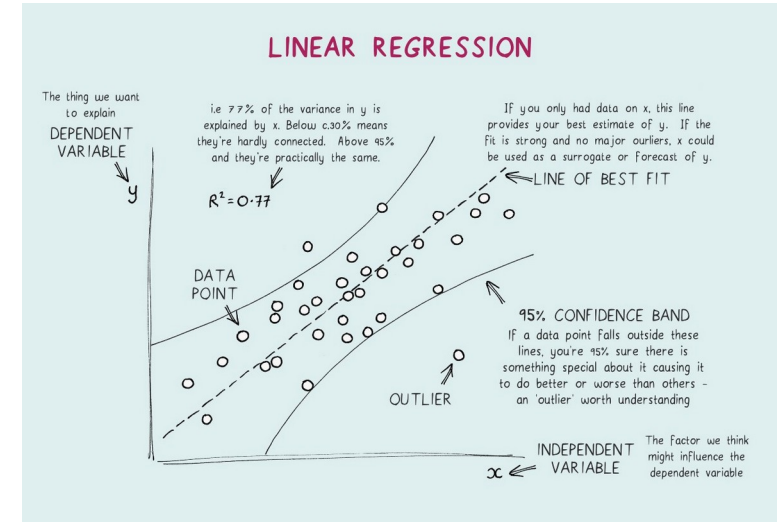 LINEAR REGRESSION
The thing we want
to explain
DEPENDENT
VARIABLE
y
i.e 77% of the variance in y is
explained by x. Below c.30% means
they're hardly connected. Above 95%
and they're practically the same.
R²=0.77
If you only had data on x, this line
provides your best estimate of y. If the
fit is strong and no major ourliers, x could
be used as a surrogate or forecast of y.
LINE OF BEST FIT
DATA
POINT
95% CONFIDENCE BAND
If a data point falls outside these
lines, you're 95% sure there is
something special about it causing it
to do better or worse than others -
an 'outlier' worth understanding
OUTLIER
x
INDEPENDENT
VARIABLE
The factor we think
might influence the
dependent variable